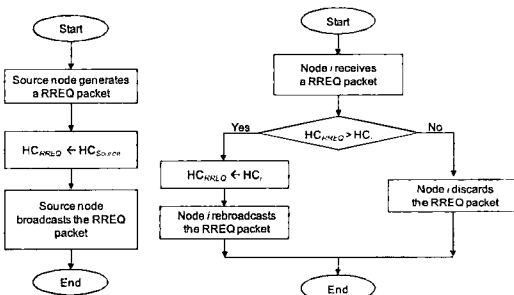 Start
Source node generates
a RREQ packet
HC_RREQ ← HC_Source
Source node
broadcasts the RREQ
packet
End
Start
Node i receives
a RREQ packet
Yes
HC_RREQ > HC_i
No
HC_RREQ ← HC_i
Node i rebroadcasts
the RREQ packet
Node i discards
the RREQ packet
End